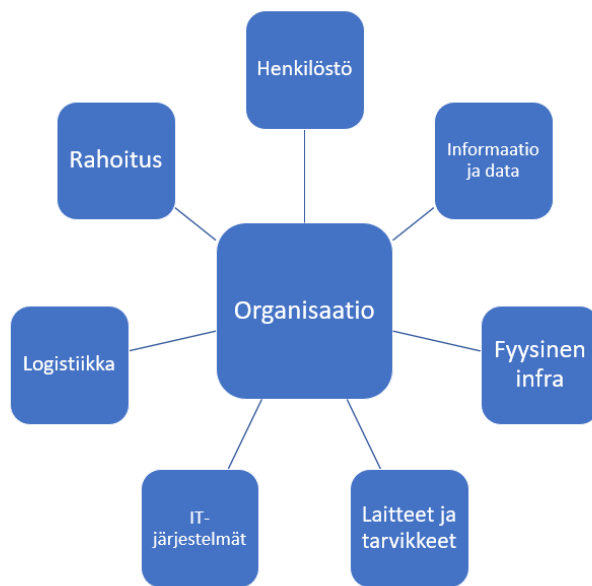 Henkilöstö
Rahoitus
Informaatio
ja data
Organisaatio
Logistiikka
Fyysinen
infra
IT-
järjestelmät
Laitteet ja
tarvikkeet